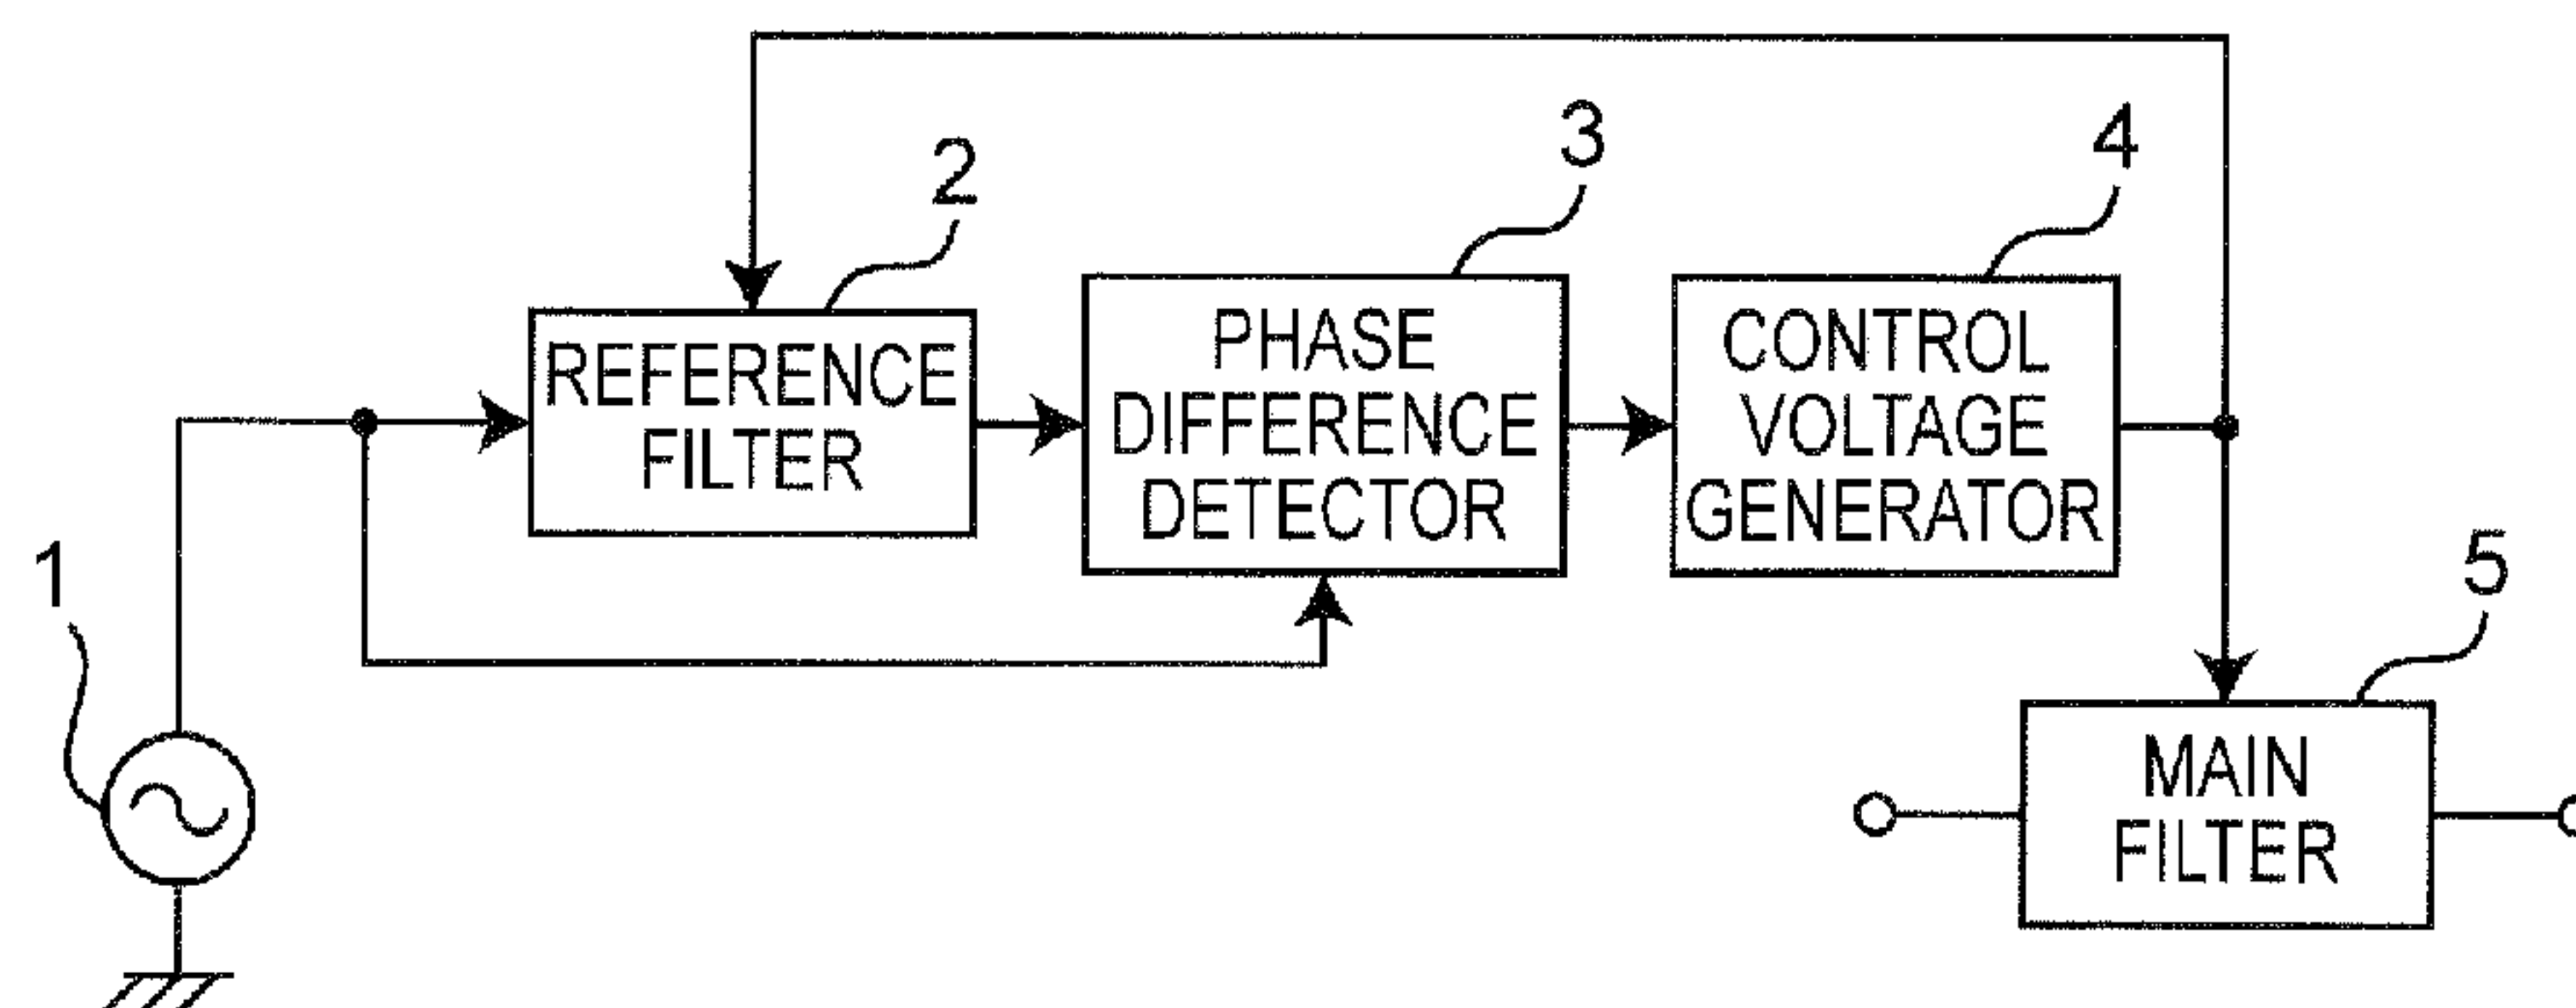 2
3
4
REFERENCE
FILTER
PHASE
DIFFERENCE
DETECTOR
CONTROL
VOLTAGE
GENERATOR
1
5
MAIN
FILTER